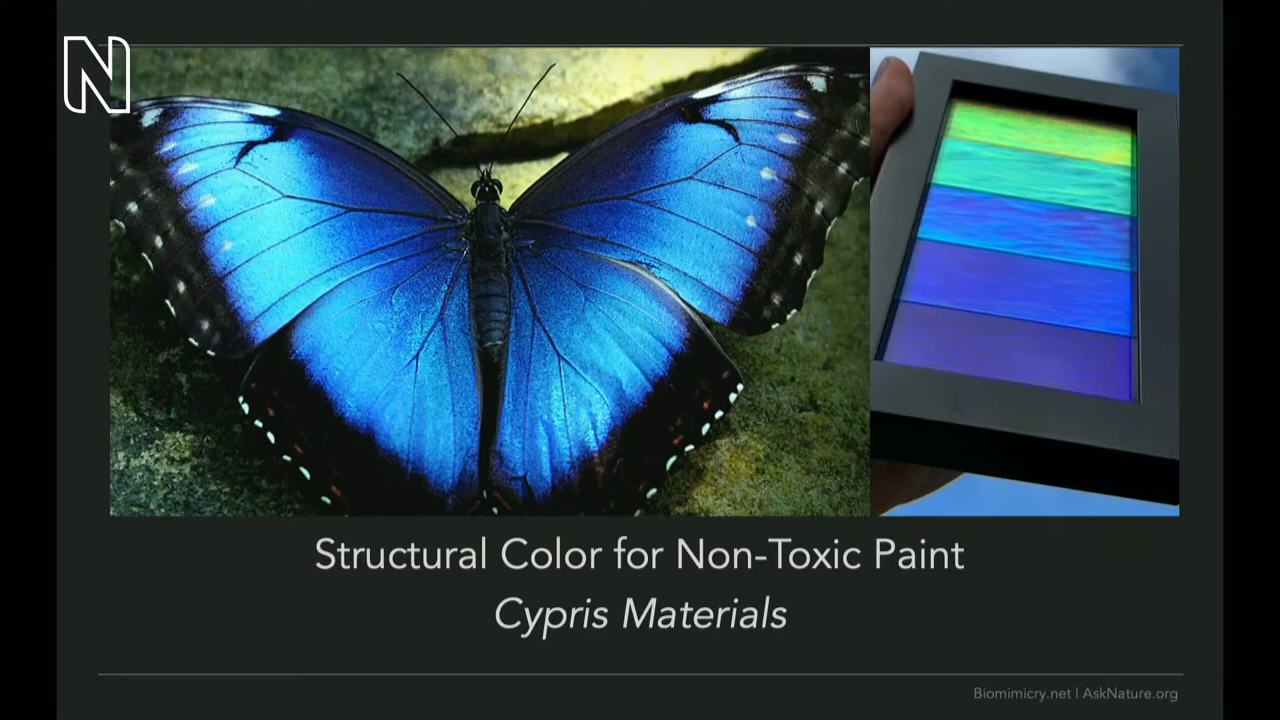 N
Structural Color for Non-Toxic Paint
Cypris Materials
Biomimicry.net | AskNature.org